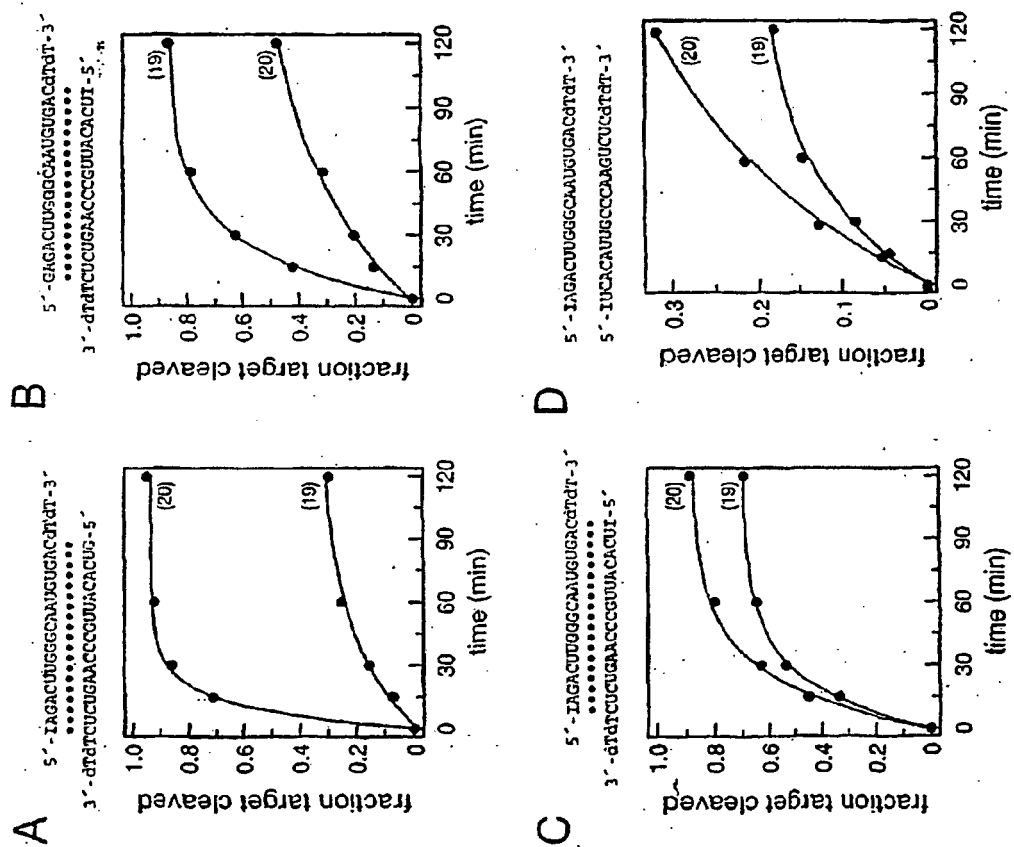 A
5´-IAGACUUGGGCAAUGUGACdTdT-3´
3´-dTdTCUCUGAACCCGUUACACUG-5´
fraction target cleaved
1.0
0.8
0.6
0.4
0.2
0
(20)
(19)
0 30 60 90 120
time (min)
B
5´-GAGACUUGGGCAAUGUGACdTdT-3´
3´-dTdTCUCUGAACCCGUUACACUI-5´
fraction target cleaved
1.0
0.8
0.6
0.4
0.2
0
(19)
(20)
0 30 60 90 120
time (min)
C
5´-IAGACUUGGGCAAUGUGACdTdT-3´
3´-dTdTCUCUGAACCCGUUACACUI-5´
fraction target cleaved
1.0
0.8
0.6
0.4
0.2
0
(20)
(19)
0 30 60 90 120
time (min)
D
5´-IAGACUUGGGCAAUGUGACdTdT-3´
5´-IUCACAUUGCCCAAGUCUCdTdT-3´
fraction target cleaved
0.3
0.2
0.1
0
(20)
(19)
0 30 60 90 120
time (min)